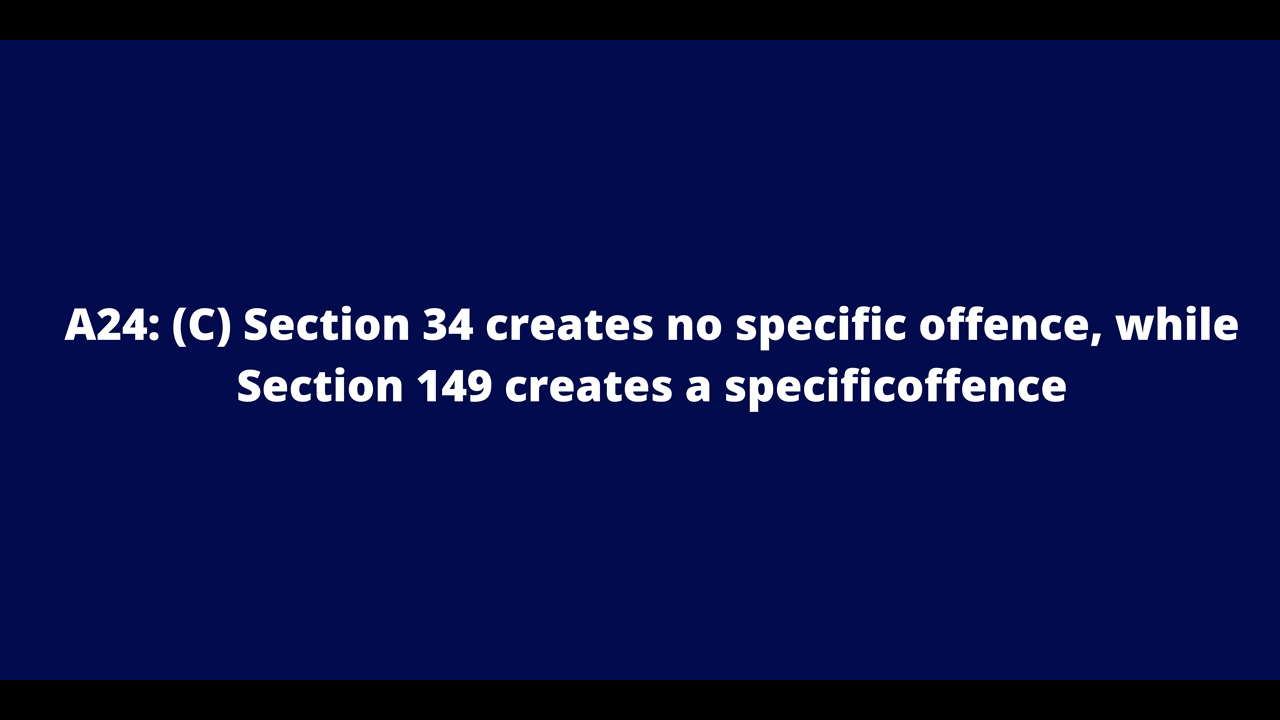 A24: (C) Section 34 creates no specific offence, while
Section 149 creates a specificoffence